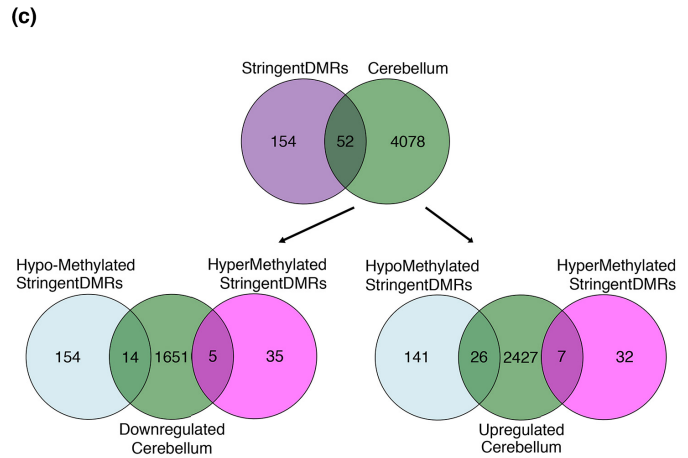 (c)
StringentDMRs Cerebellum
154 52 4078
Hypo-Methylated
StringentDMRs
HyperMethylated
StringentDMRs
154 14 1651 5 35
Downregulated
Cerebellum
HypoMethylated
StringentDMRs
HyperMethylated
StringentDMRs
141 26 2427 7 32
Upregulated
Cerebellum